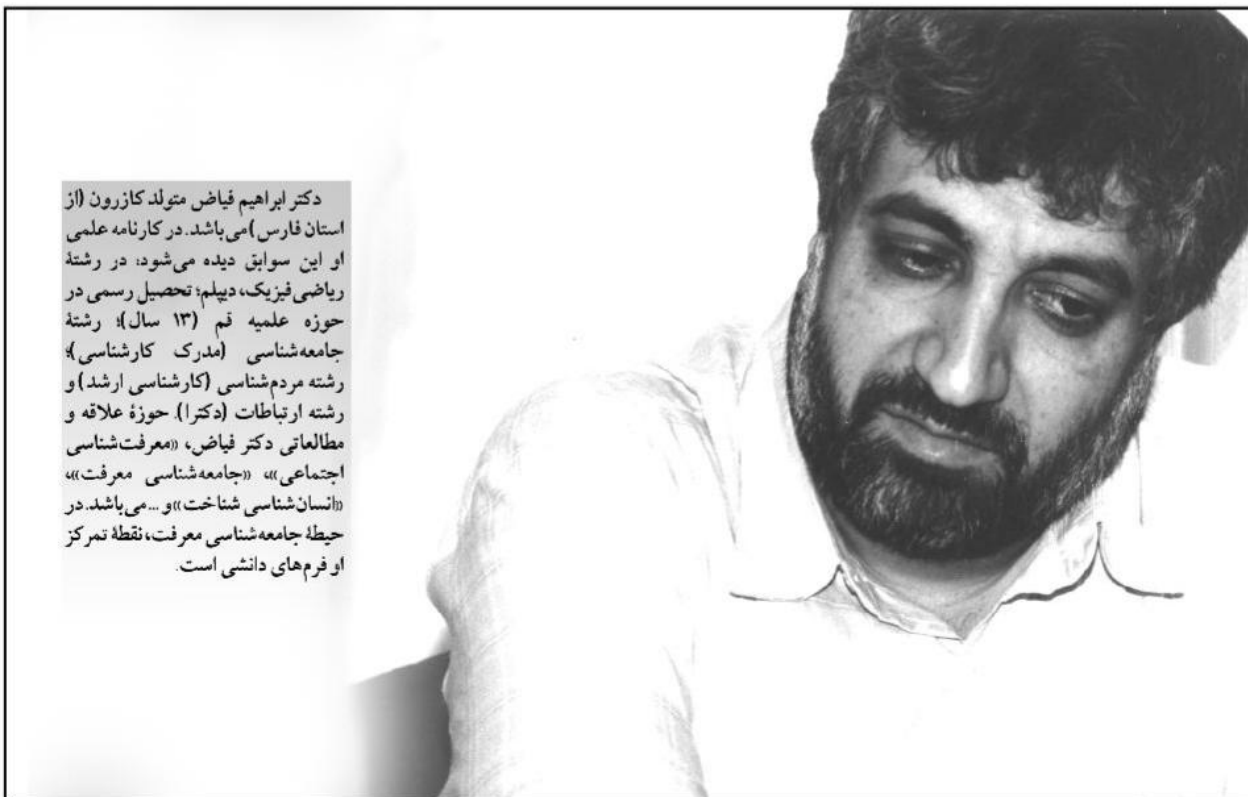 دکتر ابراهیم فیاض متولد کازرون (از
استان فارس) می‌باشد. در کارنامه علمی
او این سوابق دیده می‌شود: در رشتهٔ
ریاضی‌فیزیک، دیپلم؛ تحصیل رسمی در
حوزه علمیه قم (۱۳ سال)؛ رشتهٔ
جامعه‌شناسی (مدرک کارشناسی)؛
رشته مردم‌شناسی (کارشناسی ارشد) و
رشته ارتباطات (دکترا). حوزهٔ علاقه و
مطالعاتی دکتر فیاض، «معرفت‌شناسی
اجتماعی»، «جامعه‌شناسی معرفت»،
«انسان‌شناسی شناخت» و ... می‌باشد. در
حیطهٔ جامعه‌شناسی معرفت، نقطهٔ تمرکز
او فرم‌های دانشی است.